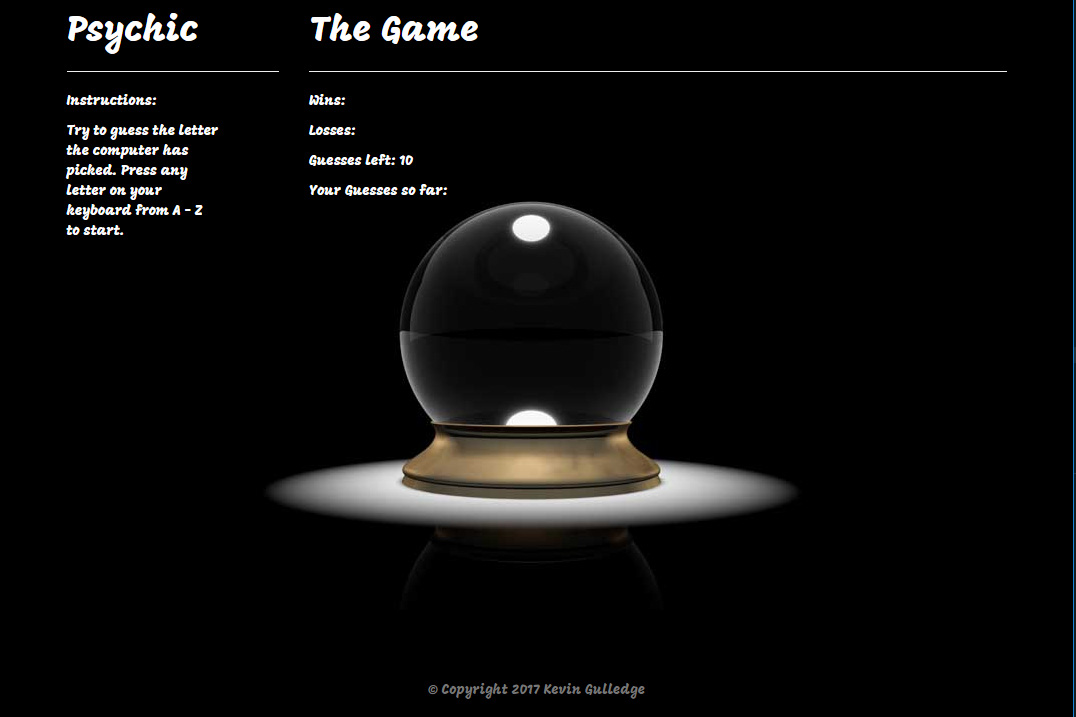 Psychic
Instructions:
Try to guess the letter
the computer has
picked. Press any
letter on your
keyboard from A - Z
to start.
The Game
Wins:
Losses:
Guesses left: 10
Your Guesses so far:
© Copyright 2017 Kevin Gulledge